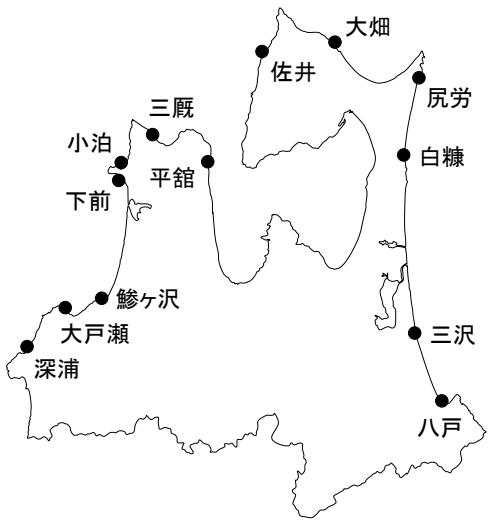 大畑
佐井
尻労
三厩
小泊
平舘
白糠
下前
鰺ヶ沢
大戸瀬
三沢
深浦
八戸